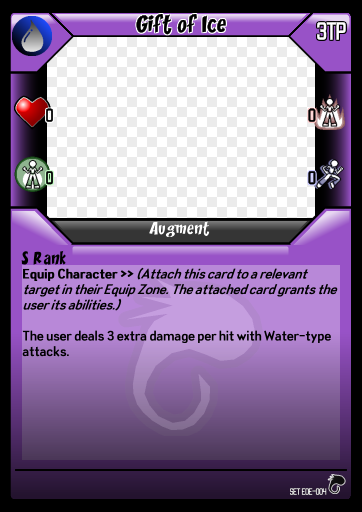 Gift of Ice
3TP
0
0
0
0
Augment
S Rank
Equip Character >> (Attach this card to a relevant
target in their Equip Zone. The attached card grants the
user its abilities.)
The user deals 3 extra damage per hit with Water-type
attacks.
SET EDE-004